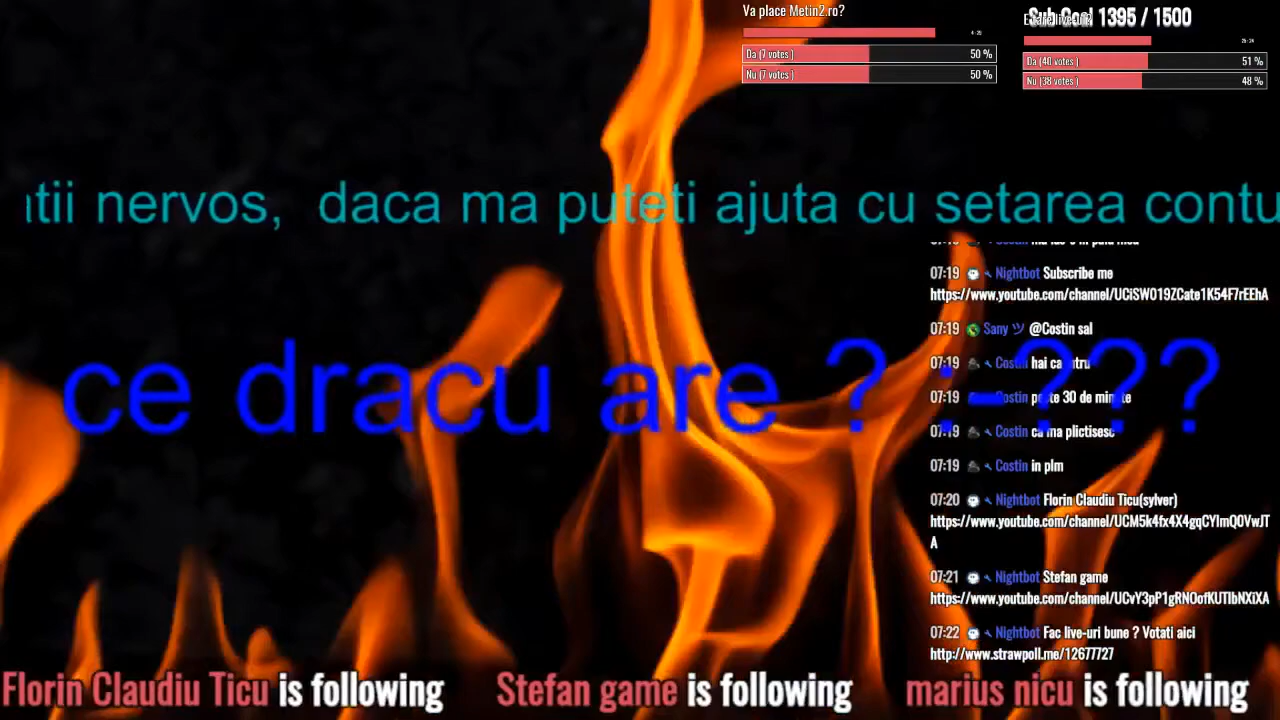 Va place Metin2.ro?
Da (7 votes )
50 %
Nu (7 votes )
50 %
Sub Goal 1395 / 1500
Da (40 votes )
51 %
Nu (38 votes )
48 %
nervos, daca ma puteti ajuta cu setarea
ce dracu are ? :-????
07:19 Nightbot Subscribe me
https://www.youtube.com/channel/UCiSWO19ZCate1K54F7rEEhA
07:19 Sany ツ @Costin sal
07:19 Costin hai ca intru
07:19 Costin peste 30 de minute
07:19 Costin ca ma plictisesc
07:19 Costin in plm
07:20 Nightbot Florin Claudiu Ticu(sylver)
https://www.youtube.com/channel/UCM5k4fx4X4gqCYImQ0VwJT
A
07:21 Nightbot Stefan game
https://www.youtube.com/channel/UCvY3pP1gRNOofKUTIbNXiXA
07:22 Nightbot Fac live-uri bune ? Votati aici
http://www.strawpoll.me/12677727
Florin Claudiu Ticu is following Stefan game is following marius nicu is following